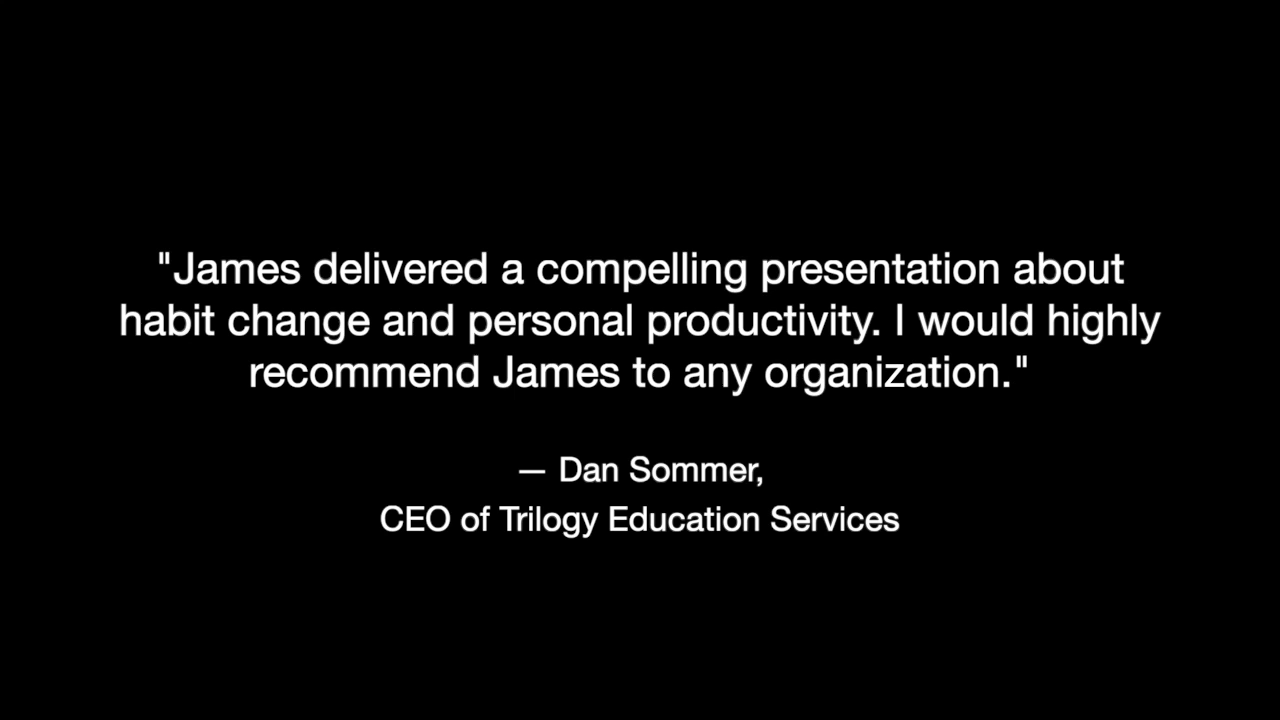 "James delivered a compelling presentation about
habit change and personal productivity. I would highly
recommend James to any organization."
— Dan Sommer,
CEO of Trilogy Education Services